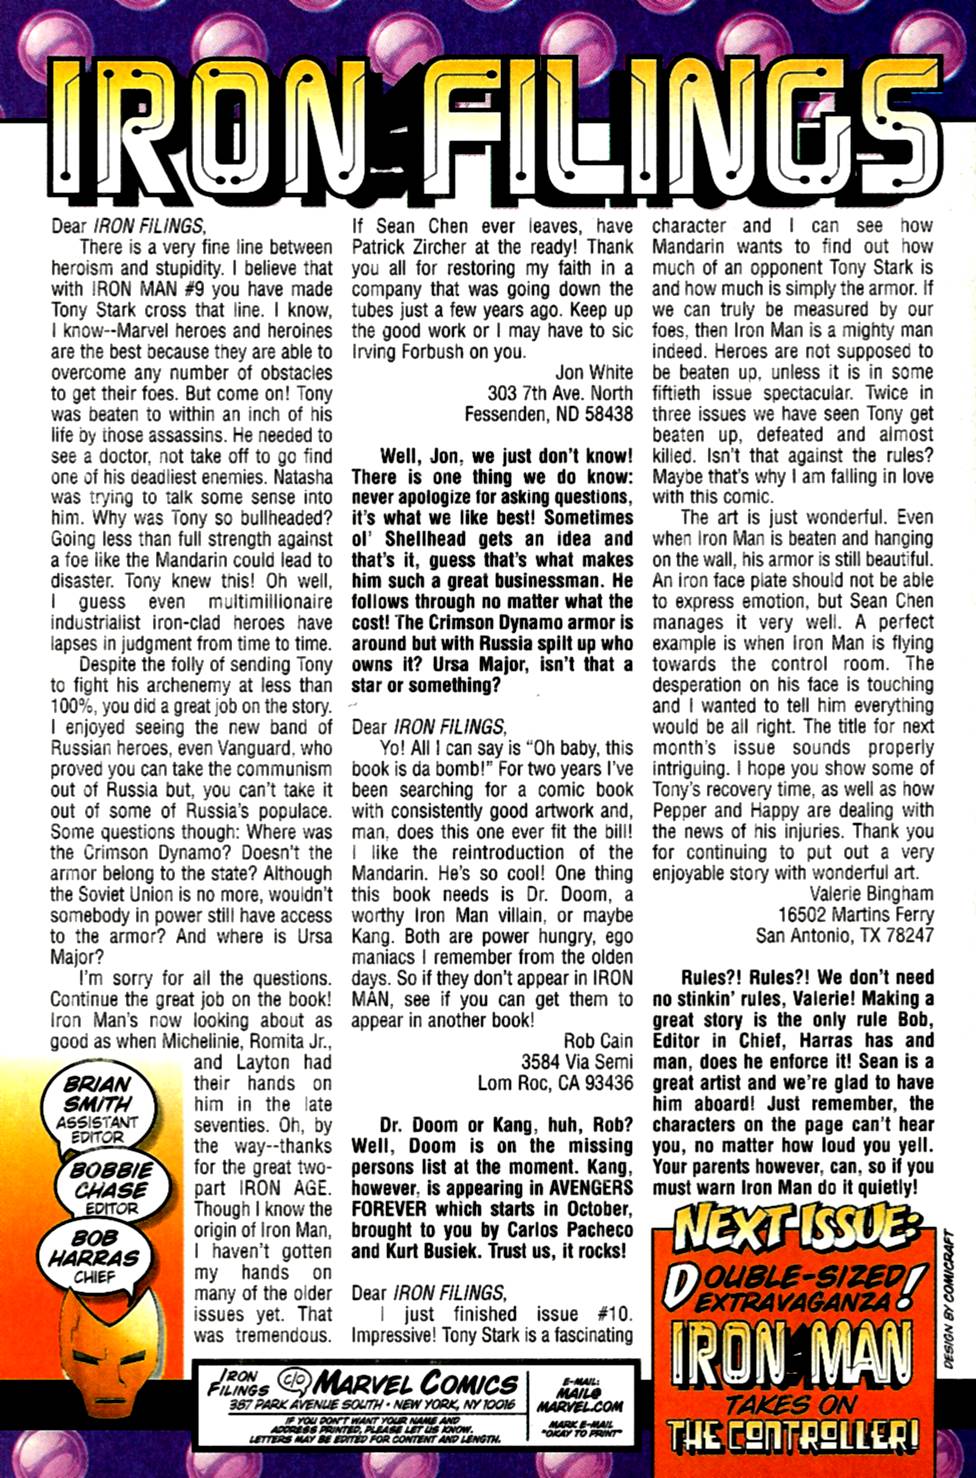 IRON FILINGS
Dear IRON FILINGS,
There is a very fine line between
heroism and stupidity. I believe that
with IRON MAN #9 you have made
Tony Stark cross that line. I know,
I know--Marvel heroes and heroines
are the best because they are able to
overcome any number of obstacles
to get their foes. But come on! Tony
was beaten to within an inch of his
life by those assassins. He needed to
see a doctor, not take off to go find
one of his deadliest enemies. Natasha
was trying to talk some sense into
him. Why was Tony so bullheaded?
Going less than full strength against
a foe like the Mandarin could lead to
disaster. Tony knew this! Oh well,
I guess even multimillionaire
industrialist iron-clad heroes have
lapses in judgment from time to time.
Despite the folly of sending Tony
to fight his archenemy at less than
100%, you did a great job on the story.
I enjoyed seeing the new band of
Russian heroes, even Vanguard, who
proved you can take the communism
out of Russia but, you can't take it
out of some of Russia's populace.
Some questions though: Where was
the Crimson Dynamo? Doesn't the
armor belong to the state? Although
the Soviet Union is no more, wouldn't
somebody in power still have access
to the armor? And where is Ursa
Major?
I'm sorry for all the questions.
Continue the great job on the book!
Iron Man's now looking about as
good as when Michelinie, Romita Jr.,
and Layton had
their hands on
him in the late
seventies. Oh, by
the way--thanks
for the great two-
part IRON AGE.
Though I know the
origin of Iron Man,
I haven't gotten
my hands on
many of the older
issues yet. That
was tremendous.
If Sean Chen ever leaves, have
Patrick Zircher at the ready! Thank
you all for restoring my faith in a
company that was going down the
tubes just a few years ago. Keep up
the good work or I may have to sic
Irving Forbush on you.
Jon White
303 7th Ave. North
Fessenden, ND 58438
Well, Jon, we just don't know!
There is one thing we do know:
never apologize for asking questions,
it's what we like best! Sometimes
ol' Shellhead gets an idea and
that's it, guess that's what makes
him such a great businessman. He
follows through no matter what the
cost! The Crimson Dynamo armor is
around but with Russia spilt up who
owns it? Ursa Major, isn't that a
star or something?
Dear IRON FILINGS,
Yo! All I can say is "Oh baby, this
book is da bomb!" For two years I've
been searching for a comic book
with consistently good artwork and,
man, does this one ever fit the bill!
I like the reintroduction of the
Mandarin. He's so cool! One thing
this book needs is Dr. Doom, a
worthy Iron Man villain, or maybe
Kang. Both are power hungry, ego
maniacs I remember from the olden
days. So if they don't appear in IRON
MAN, see if you can get them to
appear in another book!
Rob Cain
3584 Via Semi
Lom Roc, CA 93436
Dr. Doom or Kang, huh, Rob?
Well, Doom is on the missing
persons list at the moment. Kang,
however, is appearing in AVENGERS
FOREVER which starts in October,
brought to you by Carlos Pacheco
and Kurt Busiek. Trust us, it rocks!
Dear IRON FILINGS,
I just finished issue #10.
Impressive! Tony Stark is a fascinating
character and I can see how
Mandarin wants to find out how
much of an opponent Tony Stark is
and how much is simply the armor. If
we can truly be measured by our
foes, then Iron Man is a mighty man
indeed. Heroes are not supposed to
be beaten up, unless it is in some
fiftieth issue spectacular. Twice in
three issues we have seen Tony get
beaten up, defeated and almost
killed. Isn't that against the rules?
Maybe that's why I am falling in love
with this comic.
The art is just wonderful. Even
when Iron Man is beaten and hanging
on the wall, his armor is still beautiful.
An iron face plate should not be able
to express emotion, but Sean Chen
manages it very well. A perfect
example is when Iron Man is flying
towards the control room. The
desperation on his face is touching
and I wanted to tell him everything
would be all right. The title for next
month's issue sounds properly
intriguing. I hope you show some of
Tony's recovery time, as well as how
Pepper and Happy are dealing with
the news of his injuries. Thank you
for continuing to put out a very
enjoyable story with wonderful art.
Valerie Bingham
16502 Martins Ferry
San Antonio, TX 78247
Rules?! Rules?! We don't need
no stinkin' rules, Valerie! Making a
great story is the only rule Bob,
Editor in Chief, Harras has and
man, does he enforce it! Sean is a
great artist and we're glad to have
him aboard! Just remember, the
characters on the page can't hear
you, no matter how loud you yell.
Your parents however, can, so if you
must warn Iron Man do it quietly!
BRIAN
SMITH
ASSISTANT
EDITOR
BOBBIE
CHASE
EDITOR
BOB
HARRAS
CHIEF
IRON
FILINGS
C/O MARVEL COMICS
387 PARK AVENUE SOUTH • NEW YORK, NY 10016
IF YOU DON'T WANT YOUR NAME AND
ADDRESS PRINTED, PLEASE LET US KNOW.
LETTERS MAY BE EDITED FOR CONTENT AND LENGTH.
E-MAIL:
MAIL@
MARVEL.COM
MARK E-MAIL
"OKAY TO PRINT"
NEXT ISSUE:
DOUBLE-SIZED
EXTRAVAGANZA!
IRON MAN
TAKES ON
THE CONTROLLER!
DESIGN BY COMICRAFT